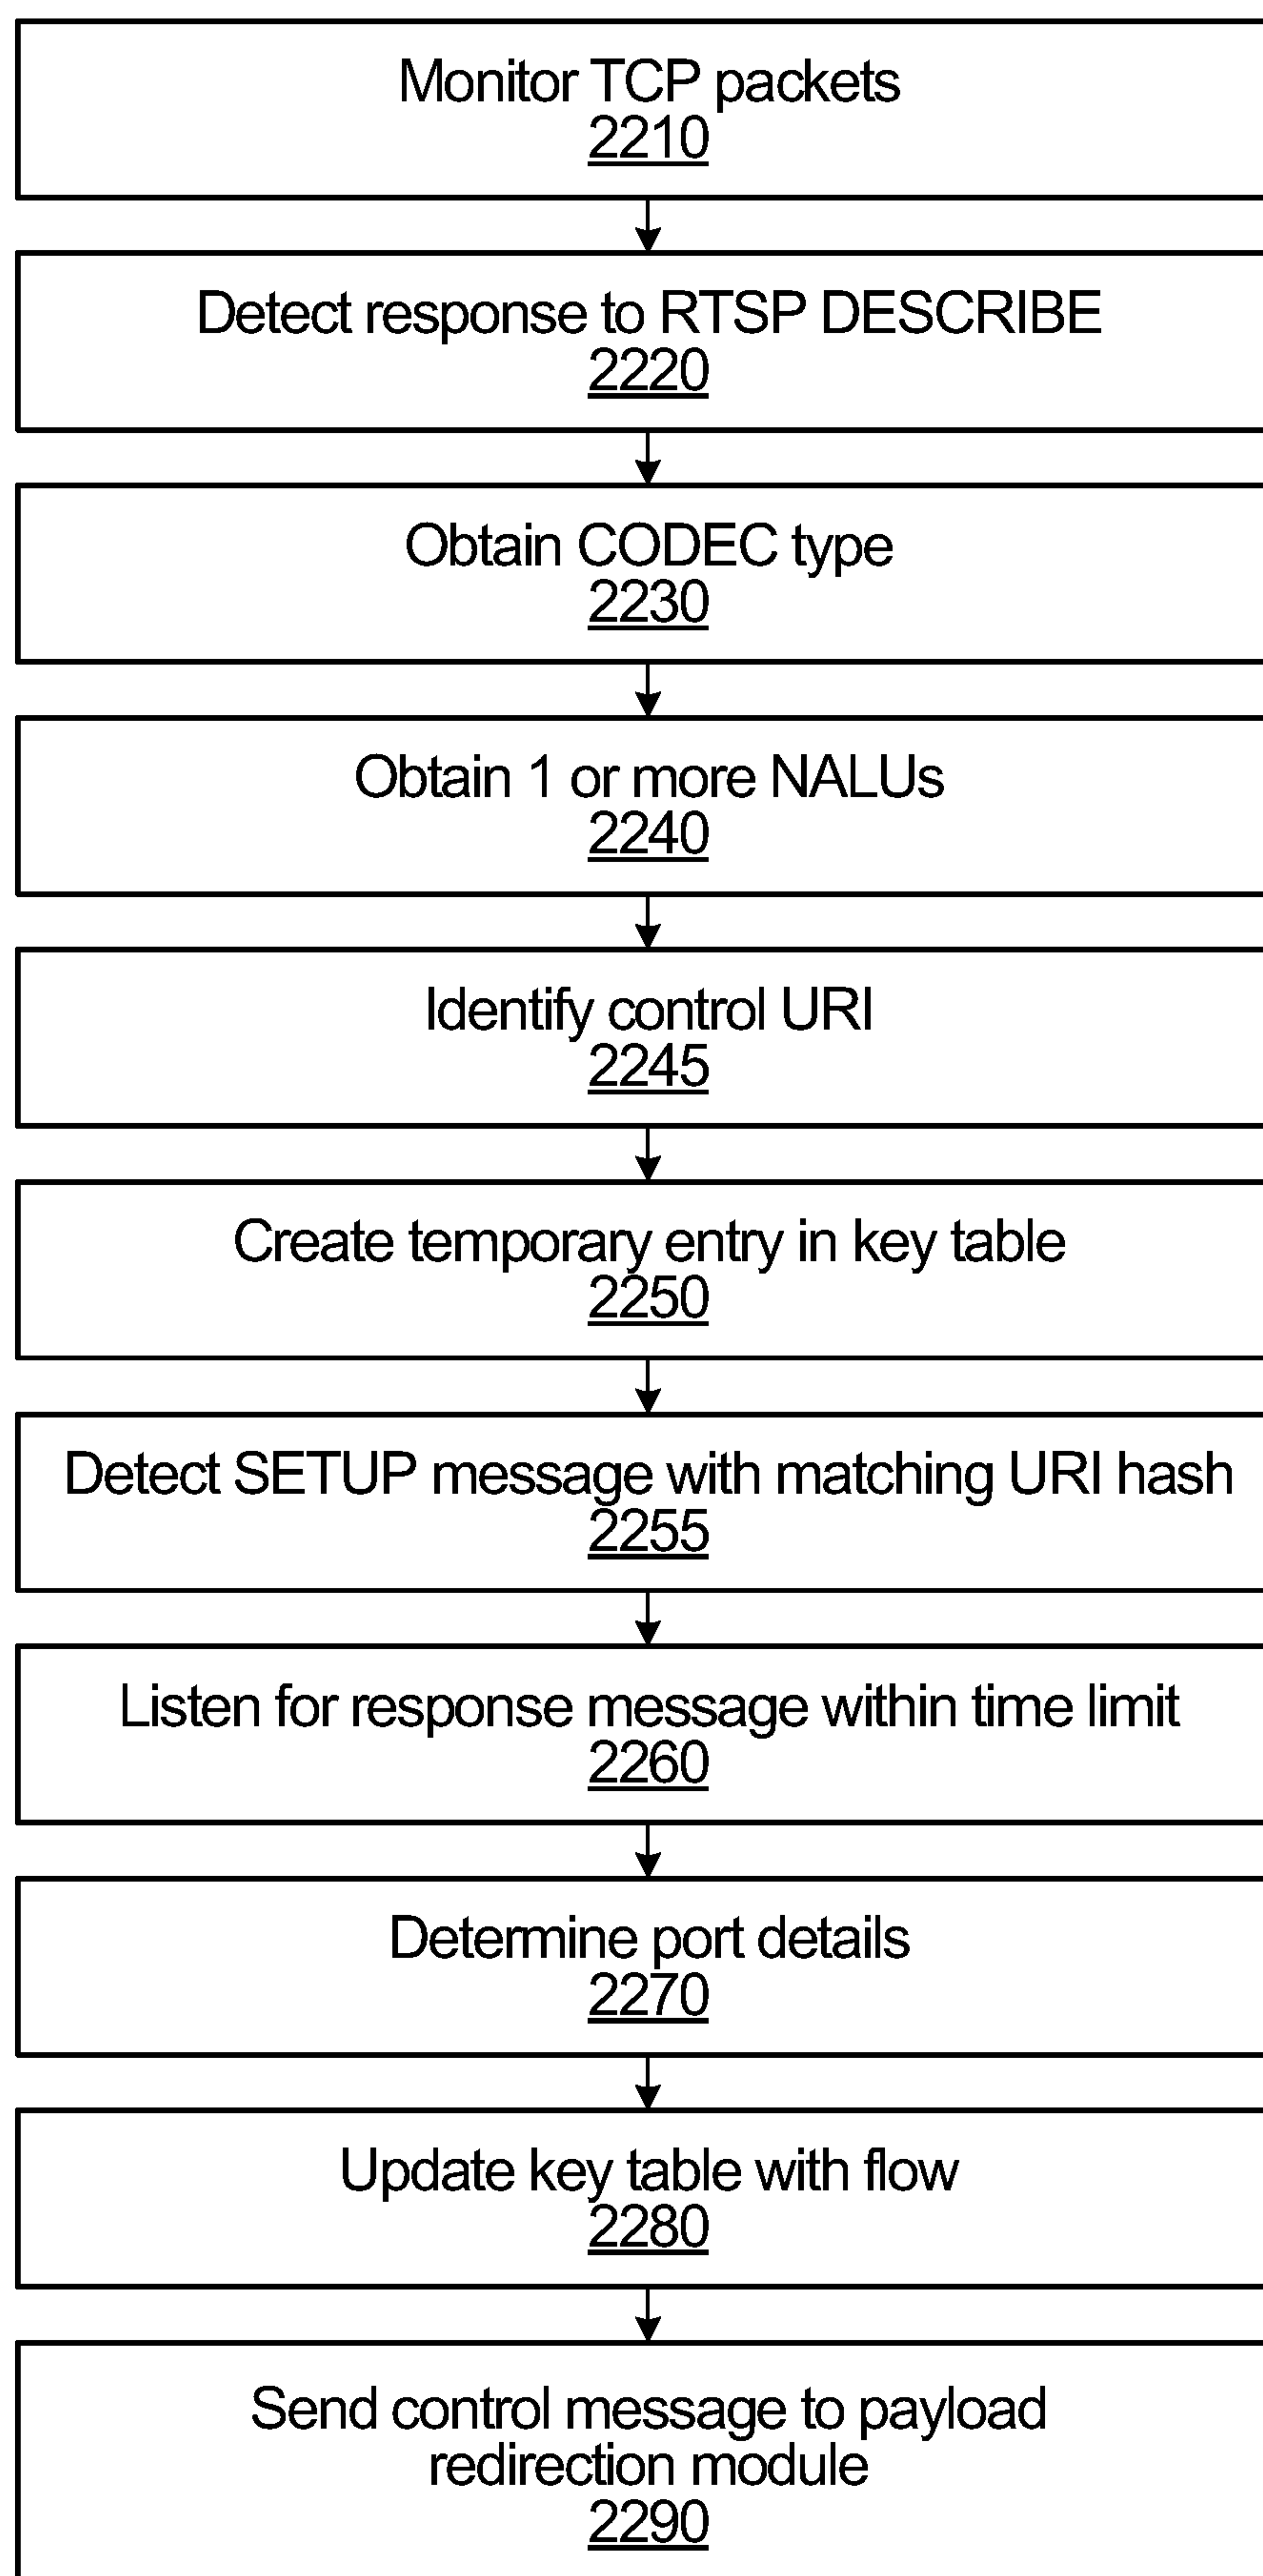 Monitor TCP packets
2210
Detect response to RTSP DESCRIBE
2220
Obtain CODEC type
2230
Obtain 1 or more NALUs
2240
Identify control URI
2245
Create temporary entry in key table
2250
Detect SETUP message with matching URI hash
2255
Listen for response message within time limit
2260
Determine port details
2270
Update key table with flow
2280
Send control message to payload
redirection module
2290